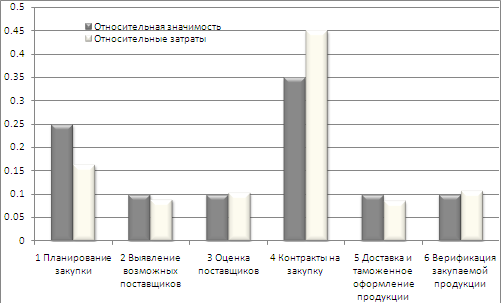 0.5
0.45
0.4
0.35
0.3
0.25
0.2
0.15
0.1
0.05
0
Относительная значимость
Относительные затраты
1 Планирование
закупки
2 Выявление
возможных
поставщиков
3 Оценка
поставщиков
4 Контракты на
закупку
5 Доставка и
таможенное
оформление
продукции
6 Верификация
закупаемой
продукции